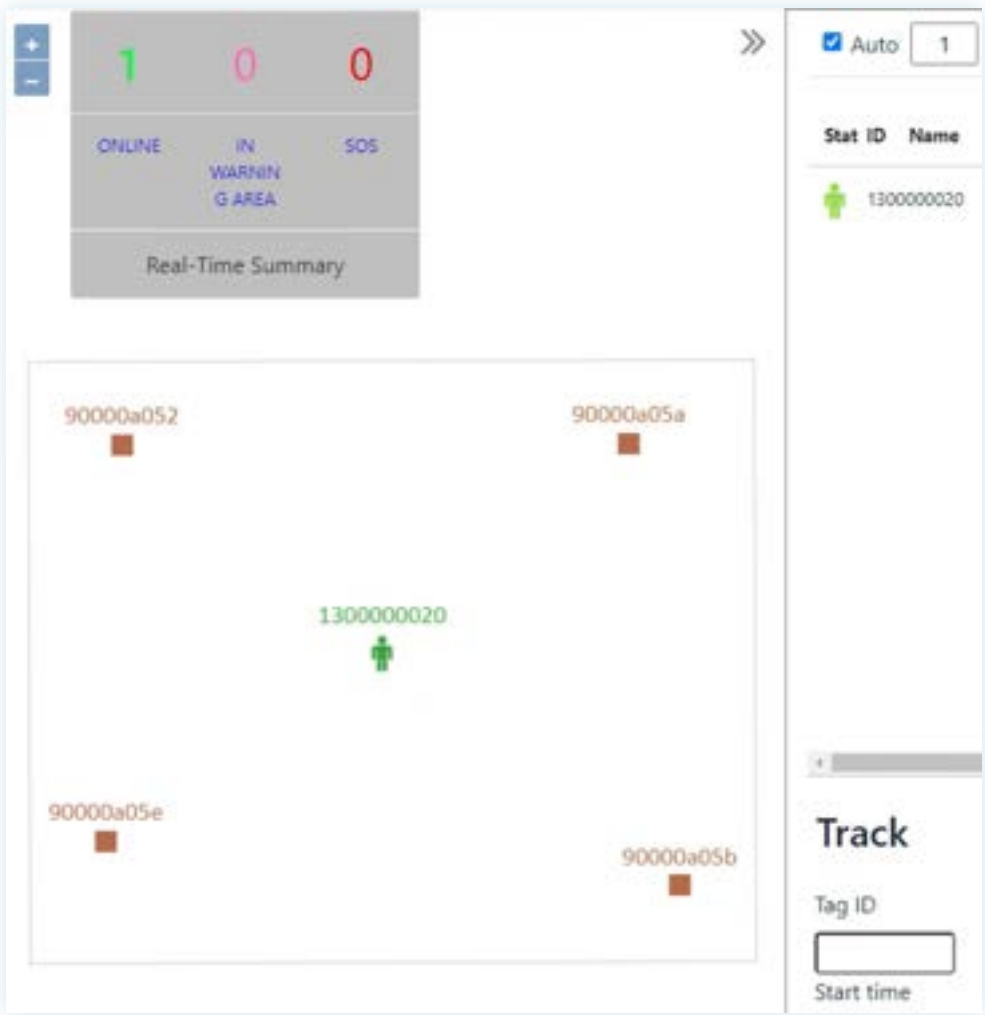 +
−
1 0 0
ONLINE IN SOS
WARNIN
G AREA
Real-Time Summary
90000a052 90000a05a
1300000020
90000a05e
90000a05b
Auto 1
Stat ID Name
1300000020
Track
Tag ID
Start time